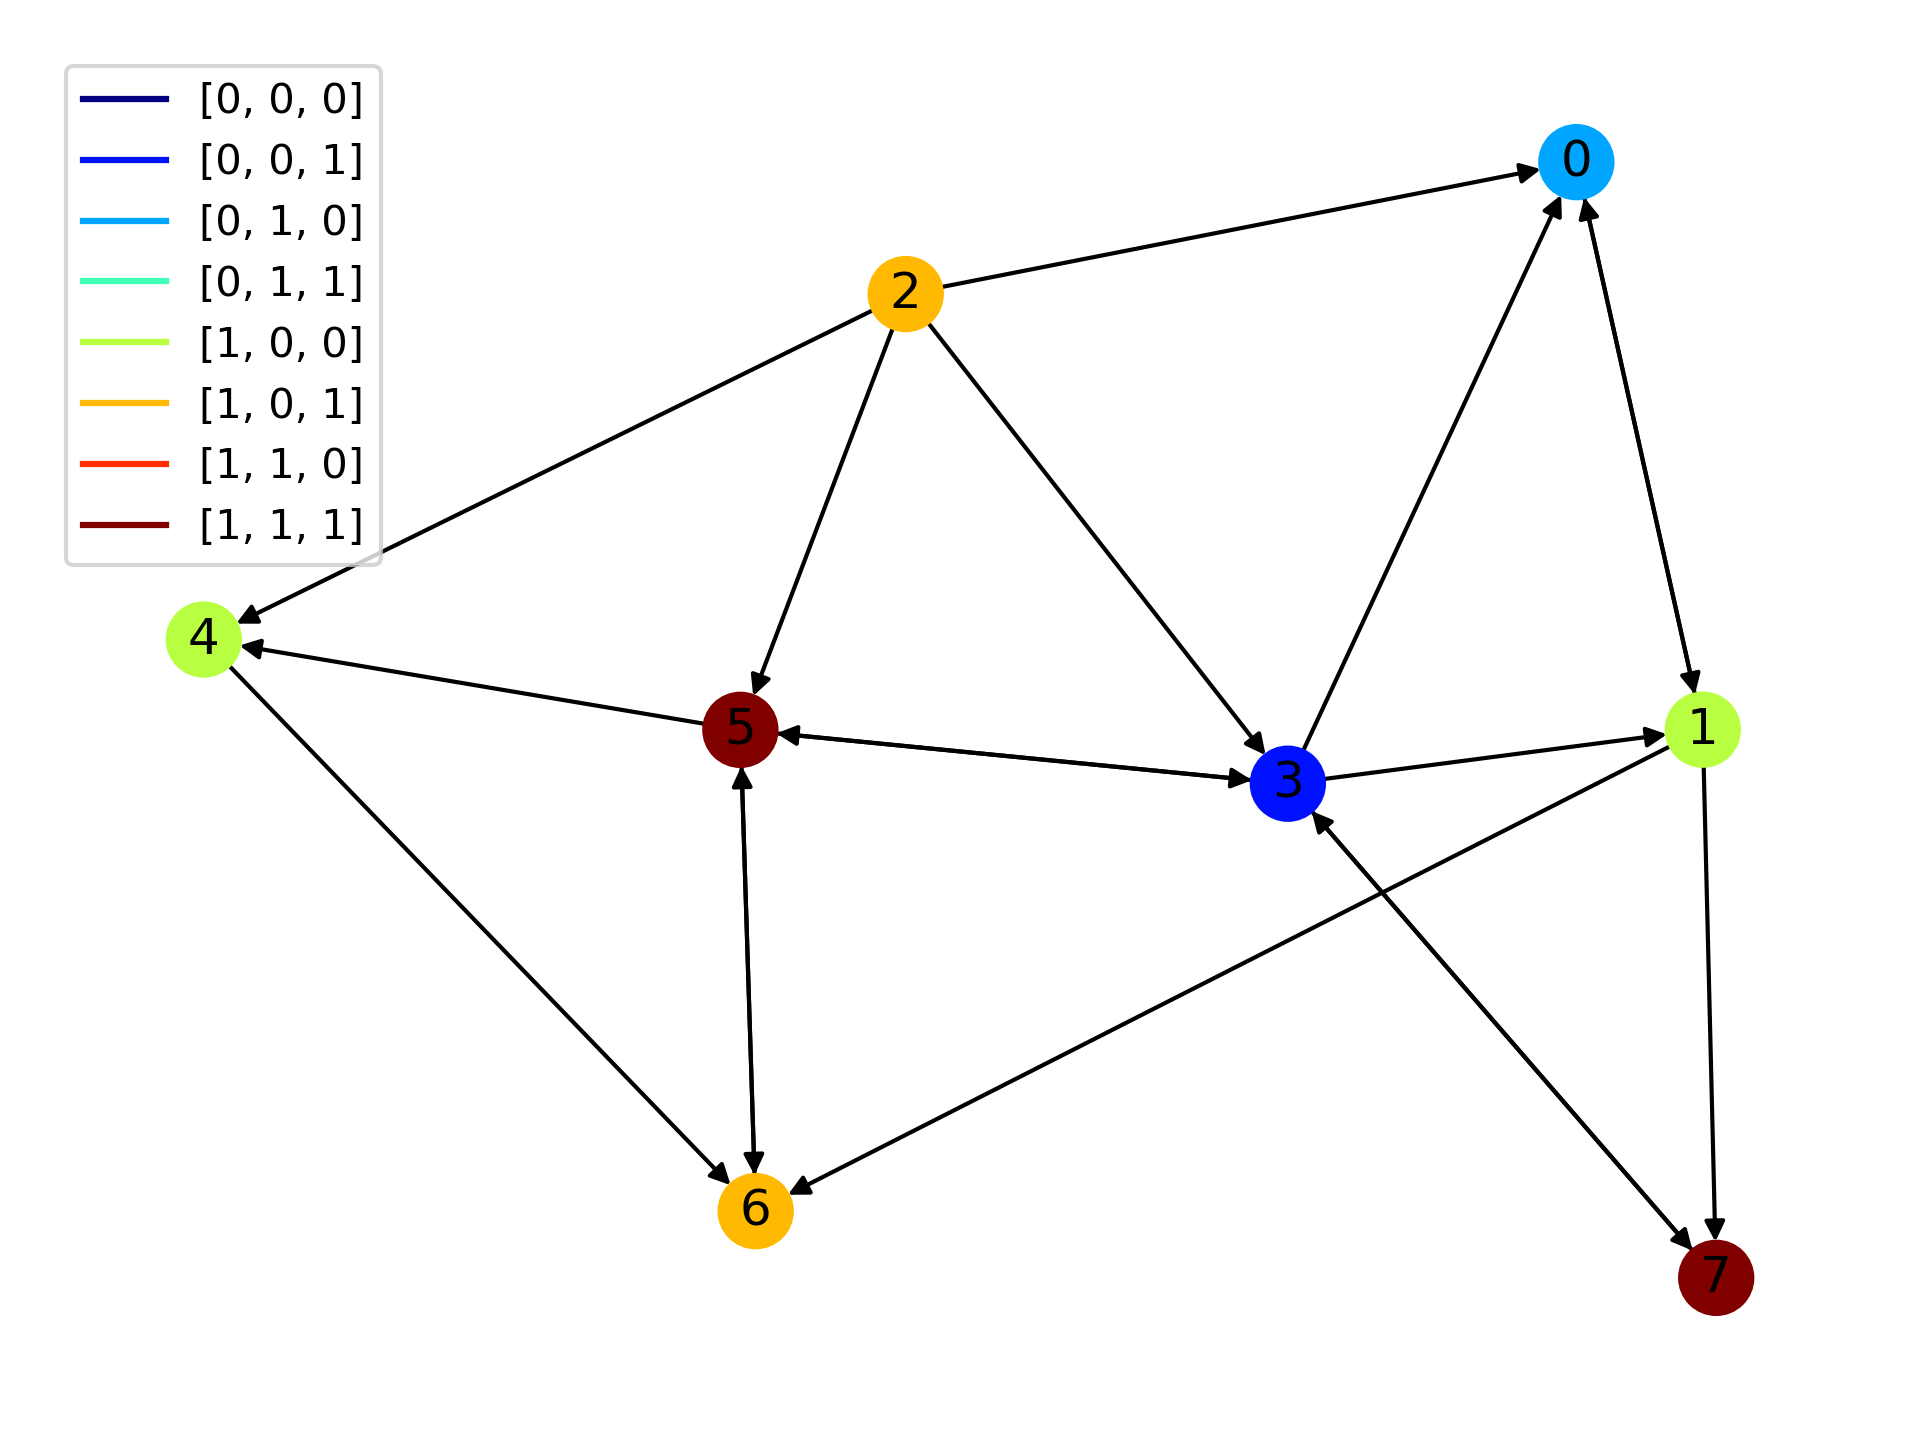 [0, 0, 0]
[0, 0, 1]
[0, 1, 0]
[0, 1, 1]
[1, 0, 0]
[1, 0, 1]
[1, 1, 0]
[1, 1, 1]
0
2
4
5
1
3
6
7